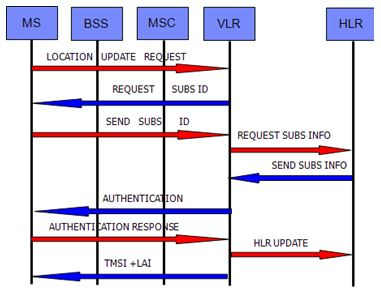 MS BSS MSC VLR HLR
LOCATION UPDATE REQUEST
REQUEST SUBS ID
SEND SUBS ID
REQUEST SUBS INFO
SEND SUBS INFO
AUTHENTICATION
AUTHENTICATION RESPONSE
HLR UPDATE
TMSI +LAI